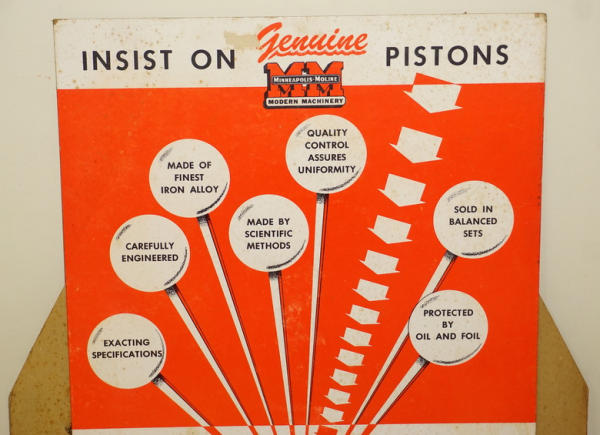 INSIST ON Genuine PISTONS
MM
MINNEAPOLIS-MOLINE
MODERN MACHINERY
QUALITY
CONTROL
ASSURES
UNIFORMITY
MADE OF
FINEST
IRON ALLOY
MADE BY
SCIENTIFIC
METHODS
SOLD IN
BALANCED
SETS
CAREFULLY
ENGINEERED
PROTECTED
BY
OIL AND FOIL
EXACTING
SPECIFICATIONS